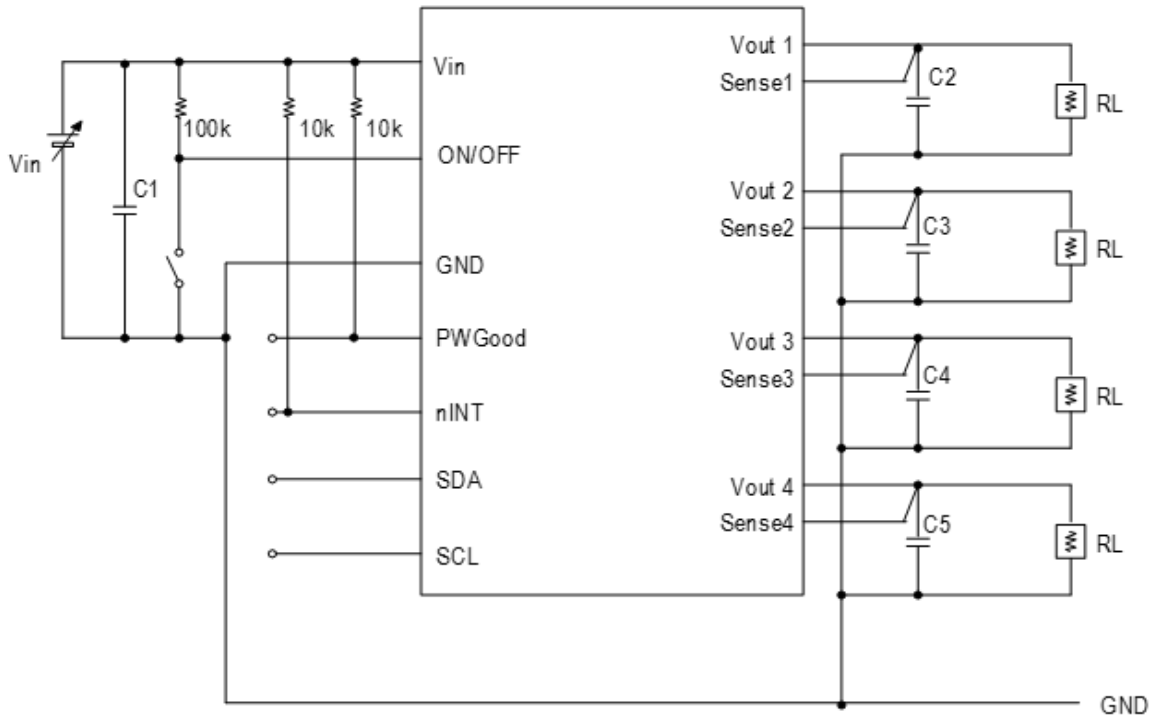 Vin
C1
100k
10k
10k
Vin
ON/OFF
GND
PWGood
nINT
SDA
SCL
Vout 1
Sense1
C2
RL
Vout 2
Sense2
C3
RL
Vout 3
Sense3
C4
RL
Vout 4
Sense4
C5
RL
GND